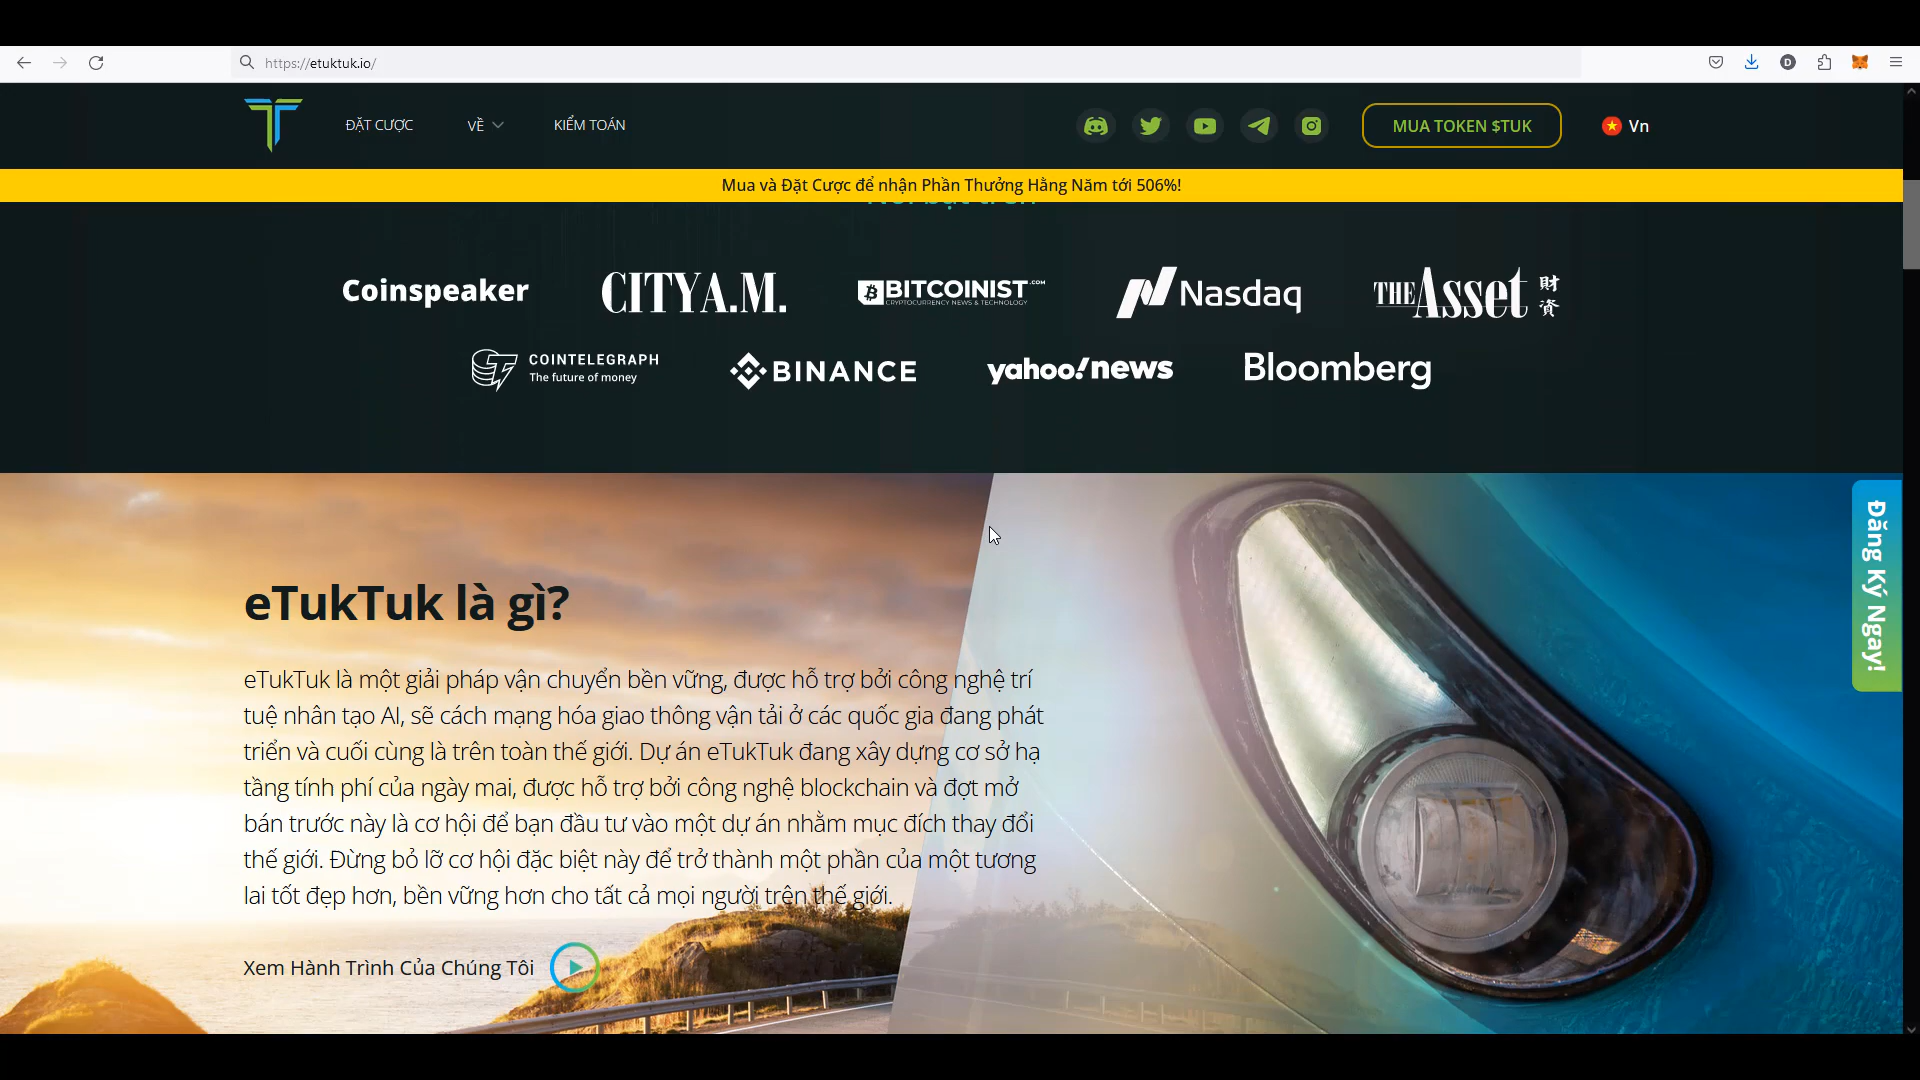 https://etuktuk.io/
ĐẶT CƯỢC
VỀ
KIỂM TOÁN
MUA TOKEN $TUK
Vn
Mua và Đặt Cược để nhận Phần Thưởng Hằng Năm tới 506%!
Coinspeaker
CITYA.M.
BITCOINIST.COM
CRYPTOCURRENCY NEWS & TECHNOLOGY
Nasdaq
THE Asset 財資
COINTELEGRAPH
The future of money
BINANCE
yahoo!news
Bloomberg
Đăng Ký Ngay!
eTukTuk là gì?
eTukTuk là một giải pháp vận chuyển bền vững, được hỗ trợ bởi công nghệ trí
tuệ nhân tạo AI, sẽ cách mạng hóa giao thông vận tải ở các quốc gia đang phát
triển và cuối cùng là trên toàn thế giới. Dự án eTukTuk đang xây dựng cơ sở hạ
tầng tính phí của ngày mai, được hỗ trợ bởi công nghệ blockchain và đợt mở
bán trước này là cơ hội để bạn đầu tư vào một dự án nhằm mục đích thay đổi
thế giới. Đừng bỏ lỡ cơ hội đặc biệt này để trở thành một phần của một tương
lai tốt đẹp hơn, bền vững hơn cho tất cả mọi người trên thế giới.
Xem Hành Trình Của Chúng Tôi